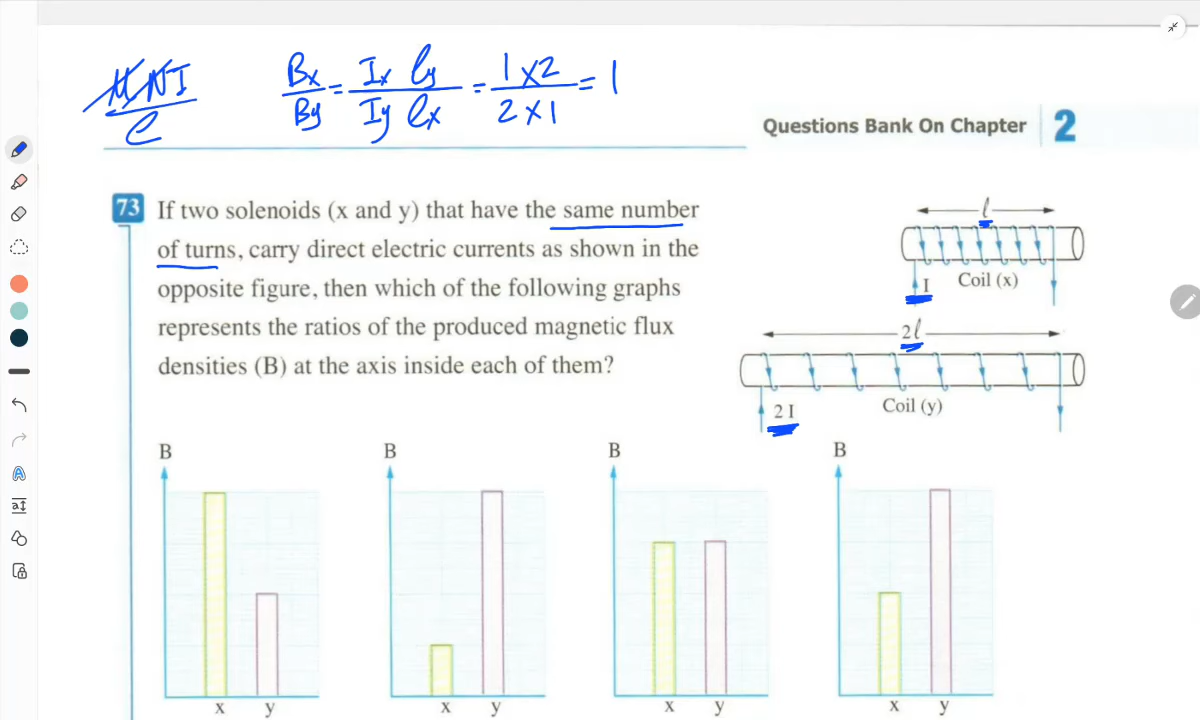 μNI/l Bx/By = Ix ly/Iy lx = 1×2/2×1 = 1
Questions Bank On Chapter 2
73 If two solenoids (x and y) that have the same number
of turns, carry direct electric currents as shown in the
opposite figure, then which of the following graphs
represents the ratios of the produced magnetic flux
densities (B) at the axis inside each of them?
l
I Coil (x)
2l
2 I Coil (y)
B B B B
x y x y x y x y